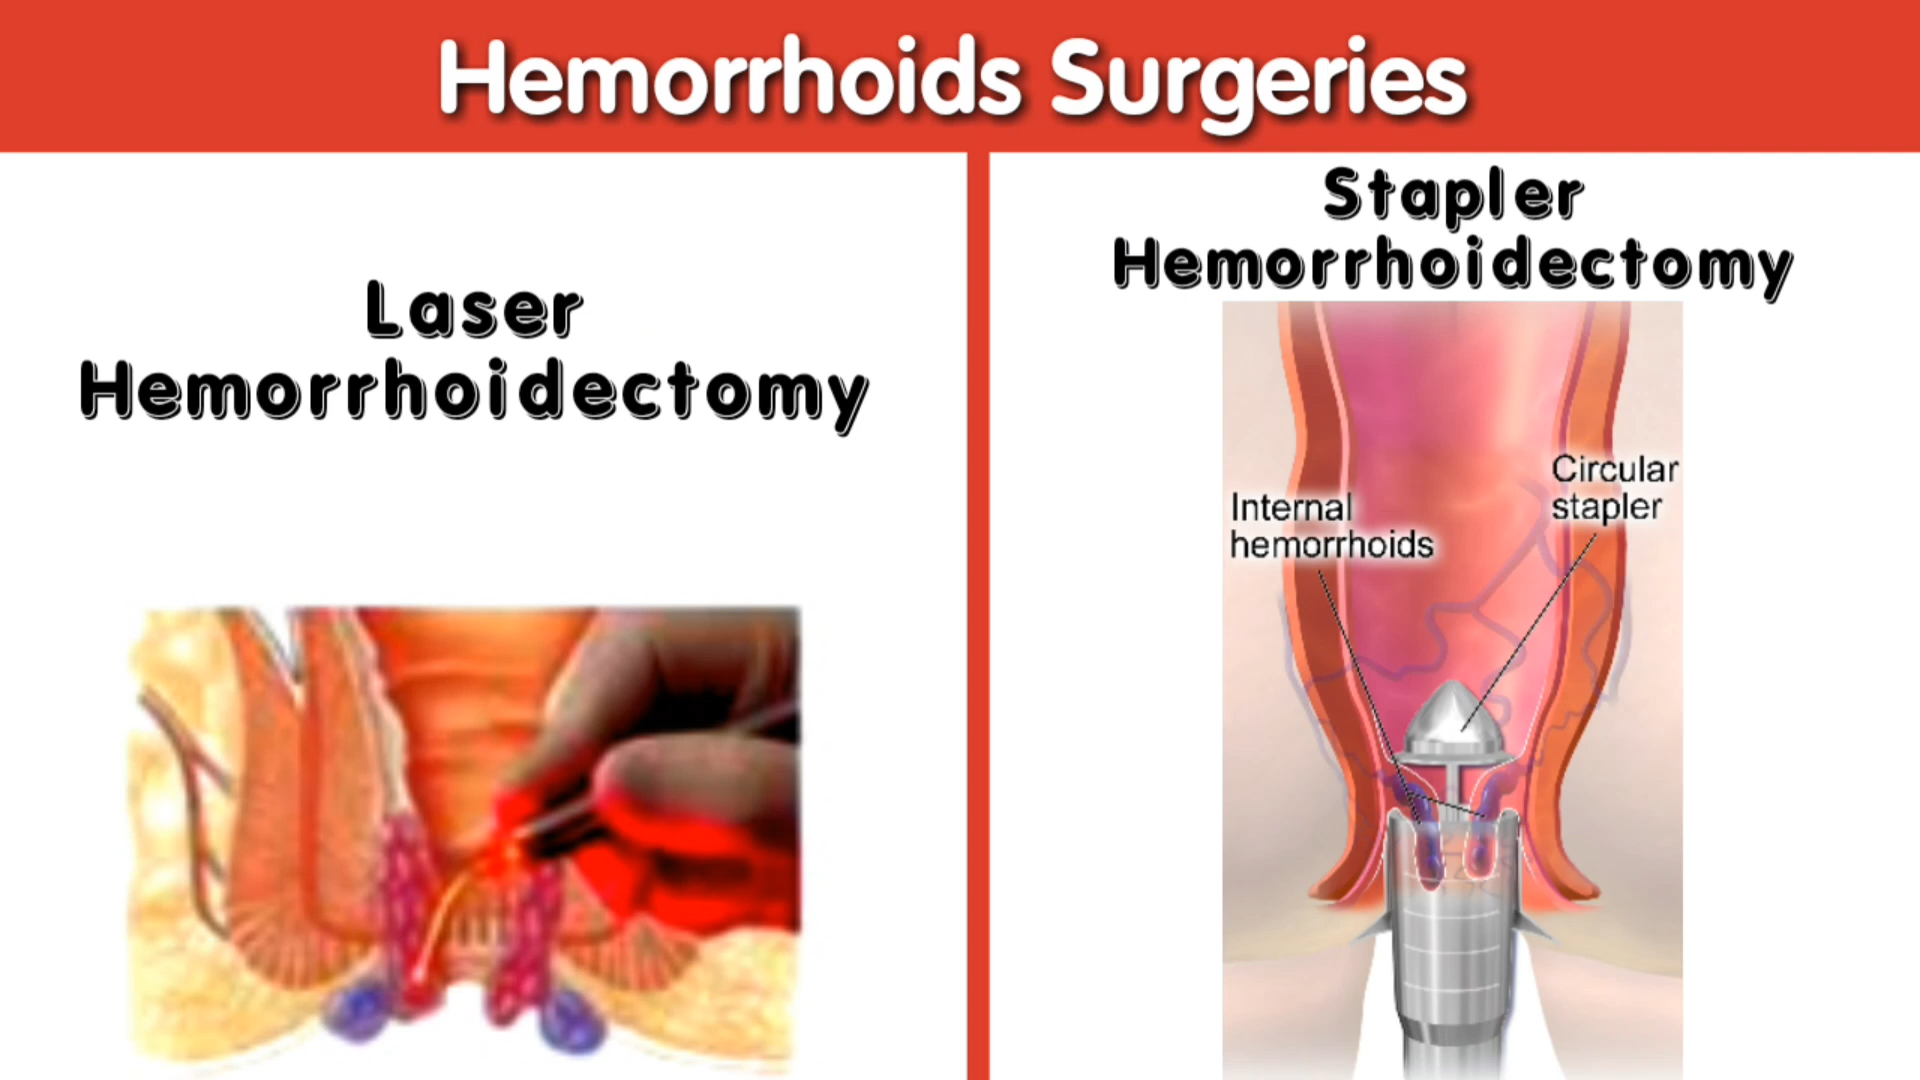 Hemorrhoids Surgeries
Laser
Hemorrhoidectomy
Stapler
Hemorrhoidectomy
Internal
hemorrhoids
Circular
stapler